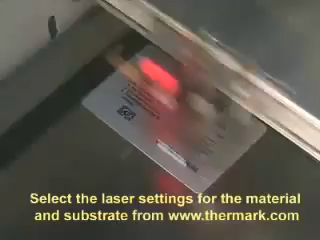 Select the laser settings for the material
and substrate from www.thermark.com